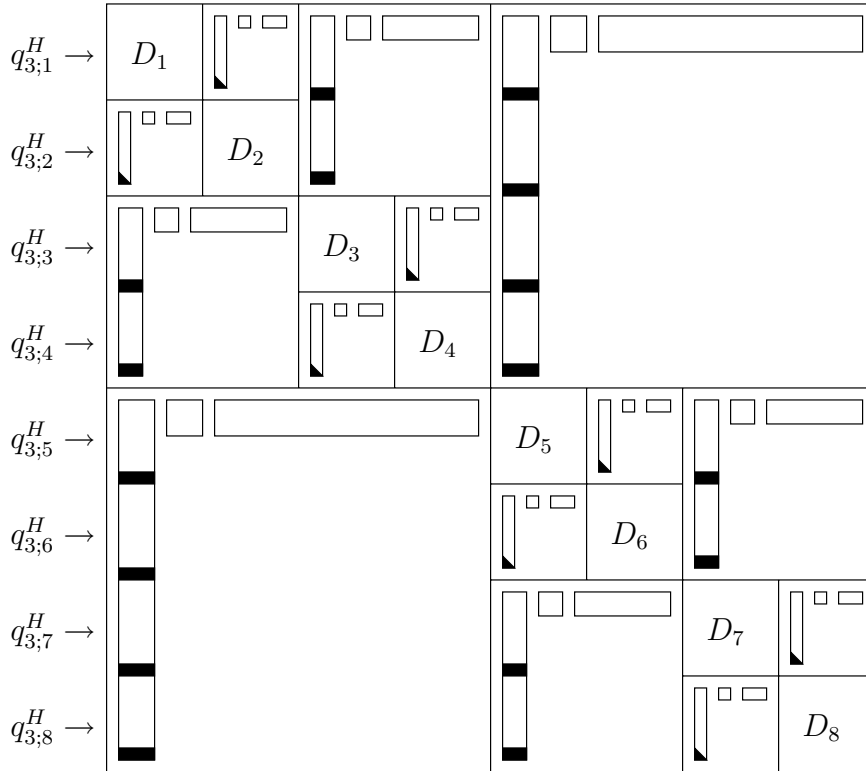 q^H_{3;1} → D_1
q^H_{3;2} → D_2
q^H_{3;3} → D_3
q^H_{3;4} → D_4
q^H_{3;5} → D_5
q^H_{3;6} → D_6
q^H_{3;7} → D_7
q^H_{3;8} → D_8